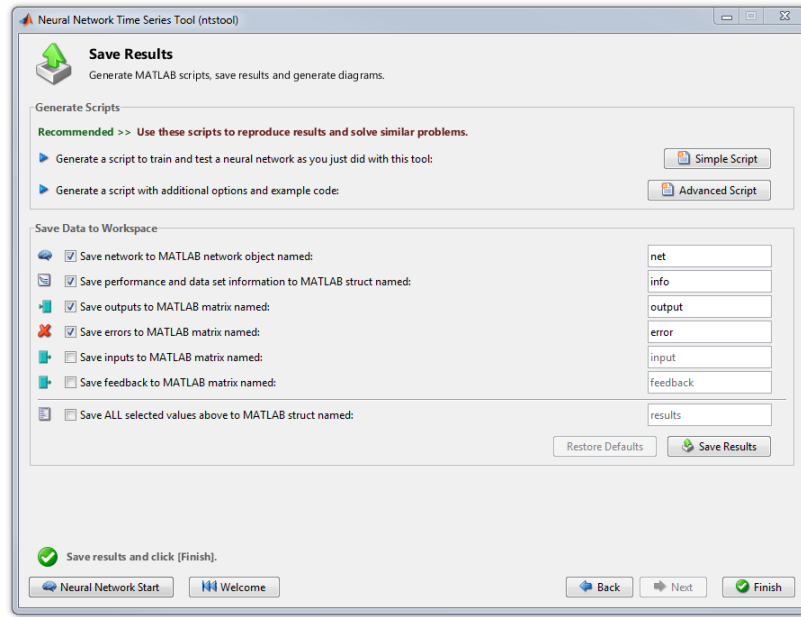 Neural Network Time Series Tool (ntstool)
Save Results
Generate MATLAB scripts, save results and generate diagrams.
Generate Scripts
Recommended >> Use these scripts to reproduce results and solve similar problems.
Generate a script to train and test a neural network as you just did with this tool: Simple Script
Generate a script with additional options and example code: Advanced Script
Save Data to Workspace
Save network to MATLAB network object named: net
Save performance and data set information to MATLAB struct named: info
Save outputs to MATLAB matrix named: output
Save errors to MATLAB matrix named: error
Save inputs to MATLAB matrix named: input
Save feedback to MATLAB matrix named: feedback
Save ALL selected values above to MATLAB struct named: results
Restore Defaults Save Results
Save results and click [Finish].
Neural Network Start Welcome Back Next Finish